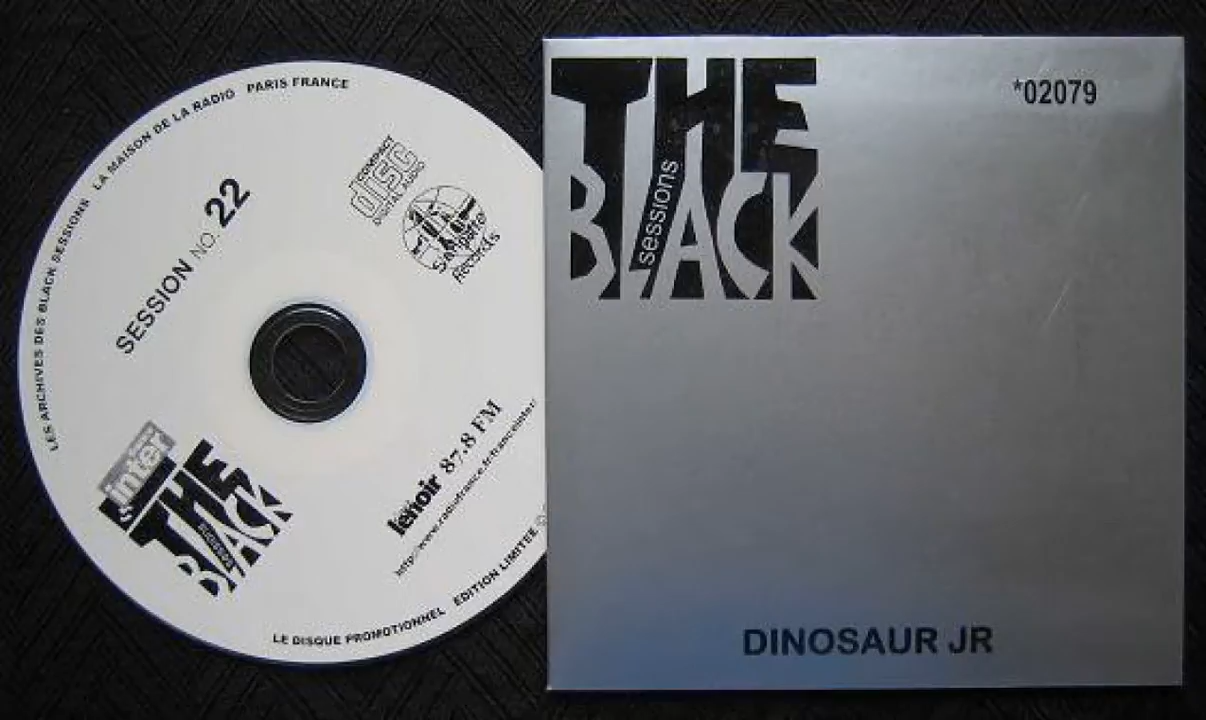 LES ARCHIVES DES BLACK SESSIONS LA MAISON DE LA RADIO PARIS FRANCE
SESSION NO. 22
COMPACT
disc
DIGITAL AUDIO
Records
inter
THE
sessions
BLACK
lenoir 87.8 FM
http://www.radiofrance.fr/franceinter/
LE DISQUE PROMOTIONNEL EDITION LIMITEE ©
THE
BLACK
sessions
*02079
DINOSAUR JR